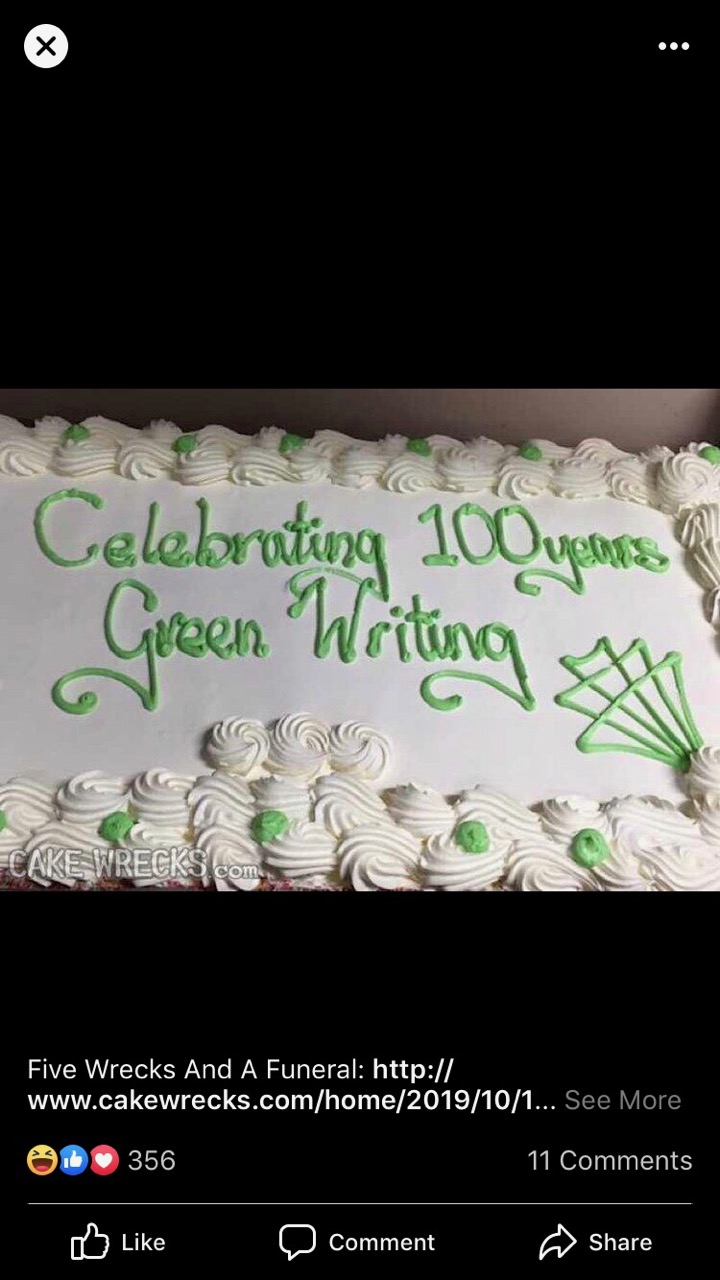 Celebrating 100 years
Green Writing
CAKE WRECKS.com
Five Wrecks And A Funeral: http://
www.cakewrecks.com/home/2019/10/1... See More
356
11 Comments
Like
Comment
Share